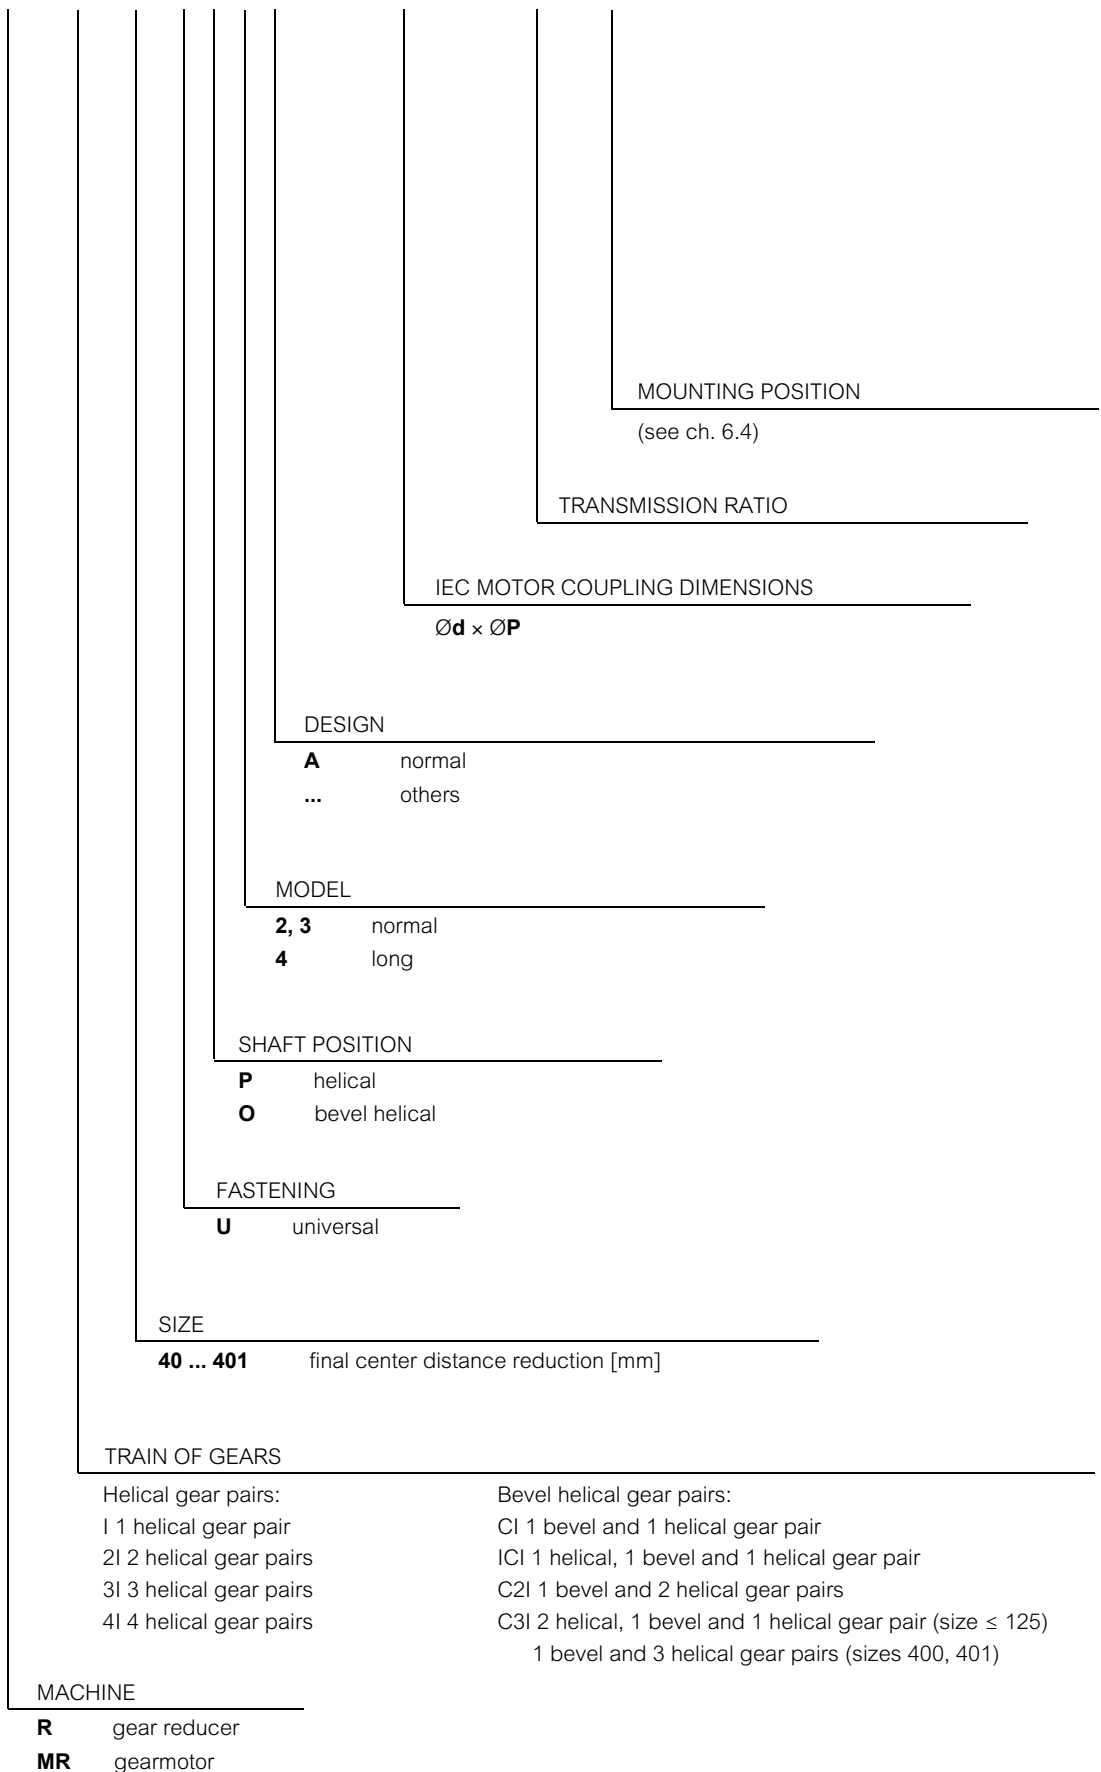 MOUNTING POSITION
(see ch. 6.4)
TRANSMISSION RATIO
IEC MOTOR COUPLING DIMENSIONS
Ød × ØP
DESIGN
A normal
... others
MODEL
2, 3 normal
4 long
SHAFT POSITION
P helical
O bevel helical
FASTENING
U universal
SIZE
40 ... 401 final center distance reduction [mm]
TRAIN OF GEARS
Helical gear pairs:
I 1 helical gear pair
2I 2 helical gear pairs
3I 3 helical gear pairs
4I 4 helical gear pairs
Bevel helical gear pairs:
CI 1 bevel and 1 helical gear pair
ICI 1 helical, 1 bevel and 1 helical gear pair
C2I 1 bevel and 2 helical gear pairs
C3I 2 helical, 1 bevel and 1 helical gear pair (size ≤ 125)
1 bevel and 3 helical gear pairs (sizes 400, 401)
MACHINE
R gear reducer
MR gearmotor